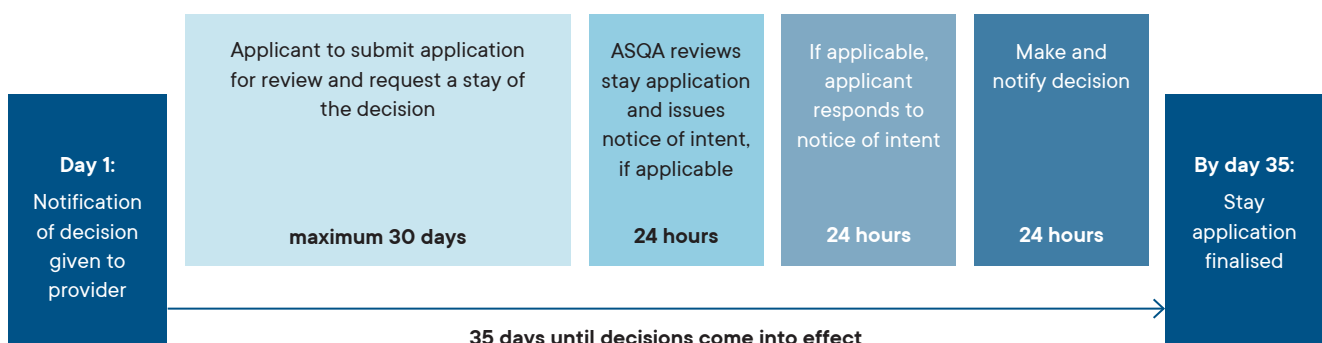 Day 1:
Notification
of decision
given to
provider
Applicant to submit application
for review and request a stay of
the decision
maximum 30 days
ASQA reviews
stay application
and issues
notice of intent,
if applicable
24 hours
If applicable,
applicant
responds to
notice of intent
24 hours
Make and
notify decision
24 hours
By day 35:
Stay
application
finalised
35 days until decisions come into effect